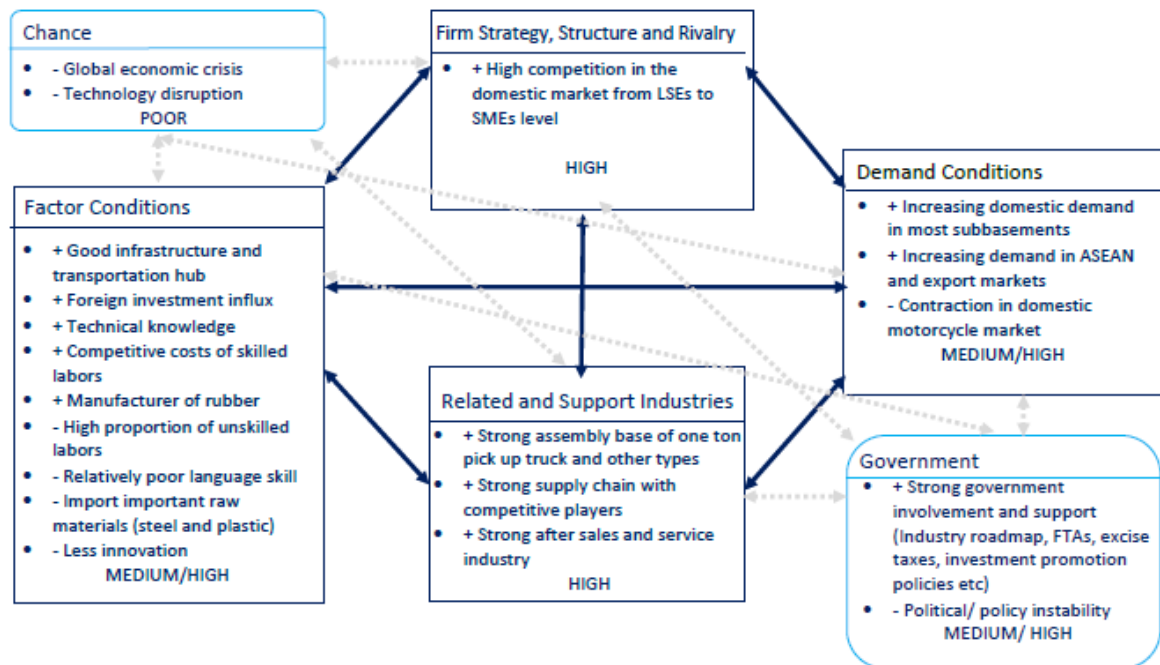 Chance
• - Global economic crisis
• - Technology disruption
POOR
Firm Strategy, Structure and Rivalry
• + High competition in the
domestic market from LSEs to
SMEs level
HIGH
Factor Conditions
• + Good infrastructure and
transportation hub
• + Foreign investment influx
• + Technical knowledge
• + Competitive costs of skilled
labors
• + Manufacturer of rubber
• - High proportion of unskilled
labors
• - Relatively poor language skill
• - Import important raw
materials (steel and plastic)
• - Less innovation
MEDIUM/HIGH
Demand Conditions
• + Increasing domestic demand
in most subbasements
• + Increasing demand in ASEAN
and export markets
• - Contraction in domestic
motorcycle market
MEDIUM/HIGH
Related and Support Industries
• + Strong assembly base of one ton
pick up truck and other types
• + Strong supply chain with
competitive players
• + Strong after sales and service
industry
HIGH
Government
• + Strong government
involvement and support
(Industry roadmap, FTAs, excise
taxes, investment promotion
policies etc)
• - Political/ policy instability
MEDIUM/ HIGH